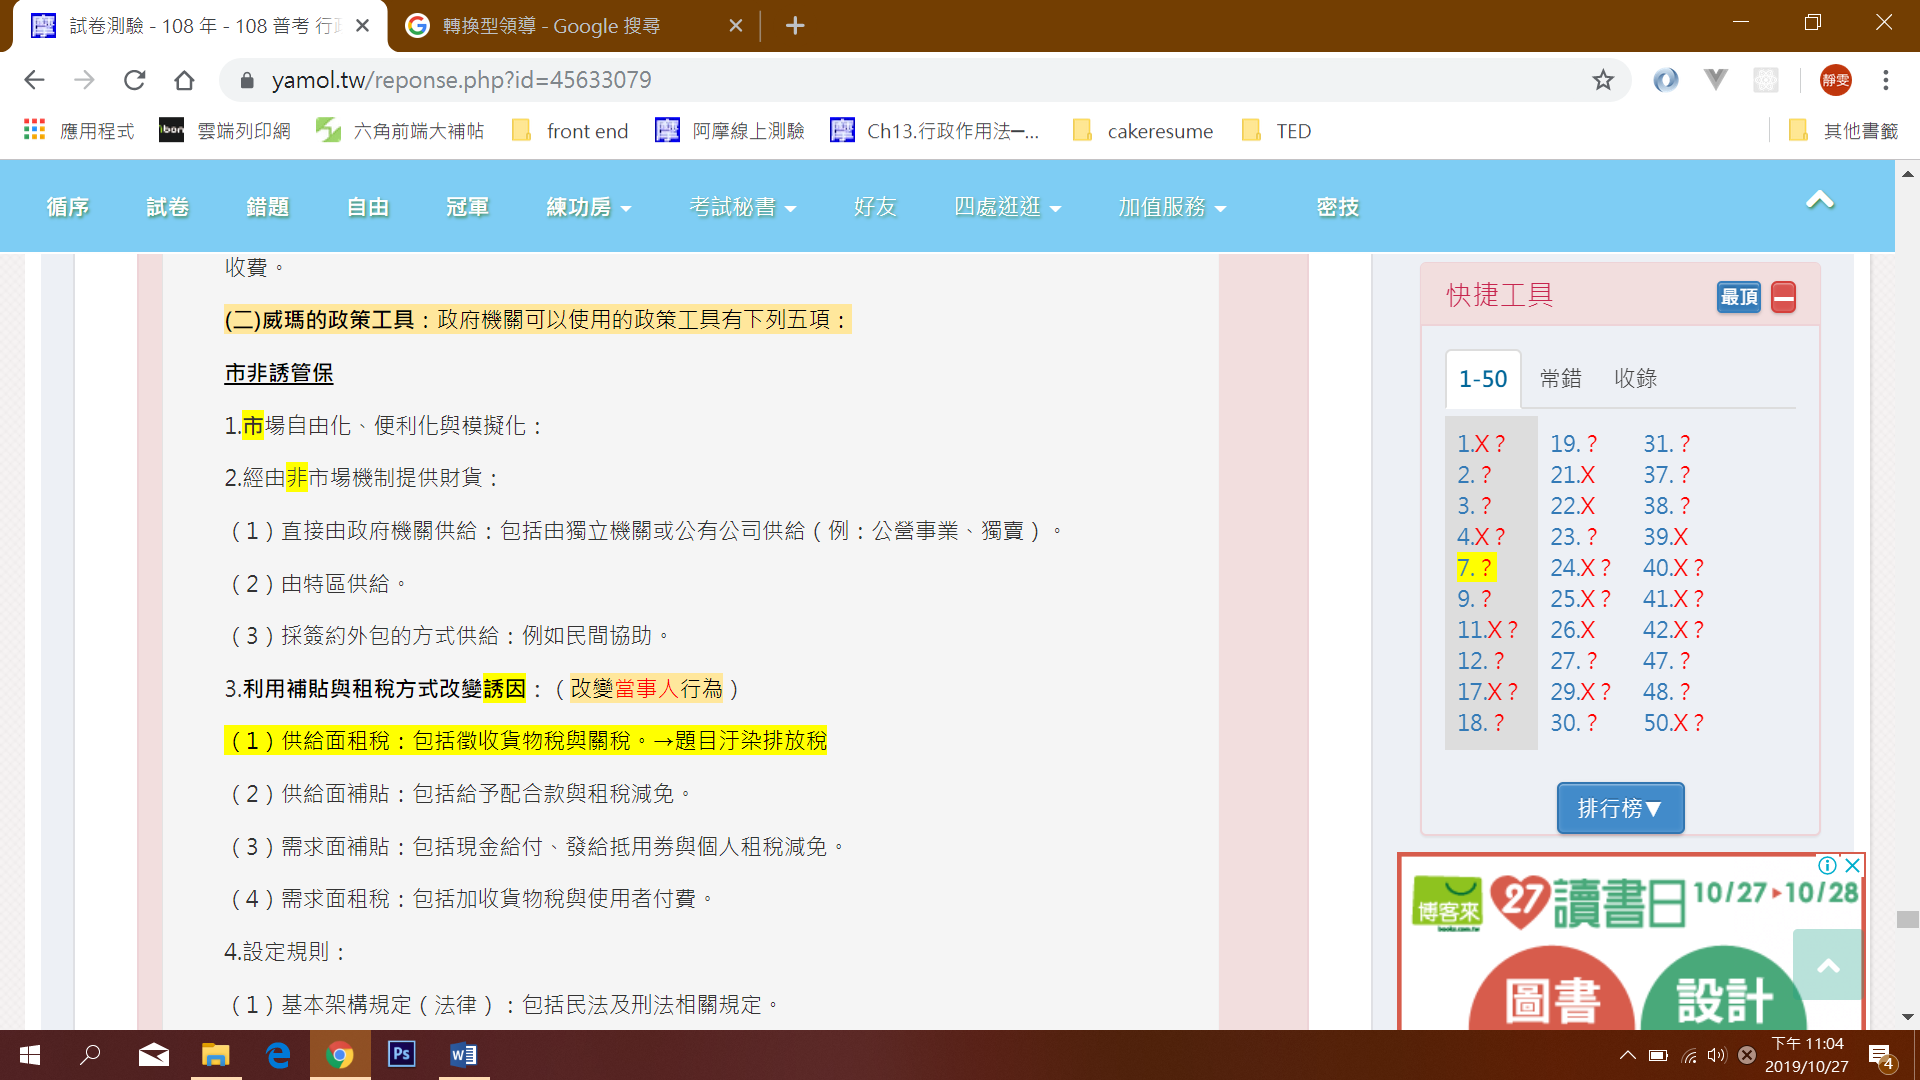 試卷測驗 - 108 年 - 108 普考 行
轉換型領導 - Google 搜尋
yamol.tw/reponse.php?id=45633079
靜雯
應用程式
ibon
雲端列印網
六角前端大補帖
front end
摩
阿摩線上測驗
摩
Ch13.行政作用法─...
cakeresume
TED
其他書籤
循序
試卷
錯題
自由
冠軍
練功房
考試秘書
好友
四處逛逛
加值服務
密技
收費。
(二)威瑪的政策工具：政府機關可以使用的政策工具有下列五項：
市非誘管保
1.市場自由化、便利化與模擬化：
2.經由非市場機制提供財貨：
（1）直接由政府機關供給：包括由獨立機關或公有公司供給（例：公營事業、獨賣）。
（2）由特區供給。
（3）採簽約外包的方式供給：例如民間協助。
3.利用補貼與租稅方式改變誘因：（改變當事人行為）
（1）供給面租稅：包括徵收貨物稅與關稅。→題目汙染排放稅
（2）供給面補貼：包括給予配合款與租稅減免。
（3）需求面補貼：包括現金給付、發給抵用券與個人租稅減免。
（4）需求面租稅：包括加收貨物稅與使用者付費。
4.設定規則：
（1）基本架構規定（法律）：包括民法及刑法相關規定。
快捷工具
最頂
1-50
常錯
收錄
1.X？ 19.？ 31.？
2.？ 21.X 37.？
3.？ 22.X 38.？
4.X？ 23.？ 39.X
7.？ 24.X？ 40.X？
9.？ 25.X？ 41.X？
11.X？ 26.X 42.X？
12.？ 27.？ 47.？
17.X？ 29.X？ 48.？
18.？ 30.？ 50.X？
排行榜▼
博客來
27
讀書日
10/27▸10/28
圖書
設計
Ps
下午 11:04
2019/10/27
4